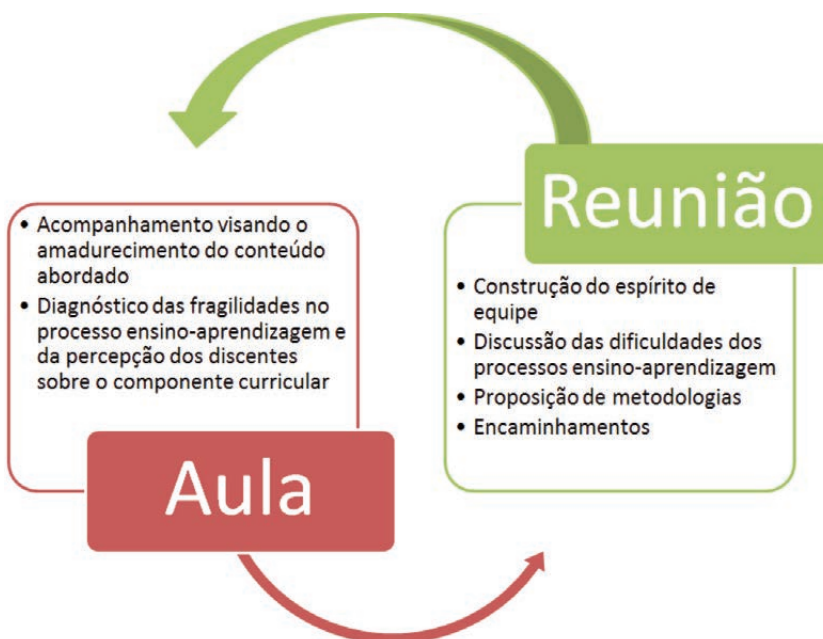 • Acompanhamento visando o
amadurecimento do conteúdo
abordado
• Diagnóstico das fragilidades no
processo ensino-aprendizagem e
da percepção dos discentes
sobre o componente curricular
Aula
Reunião
• Construção do espírito de
equipe
• Discussão das dificuldades dos
processos ensino-aprendizagem
• Proposição de metodologias
• Encaminhamentos